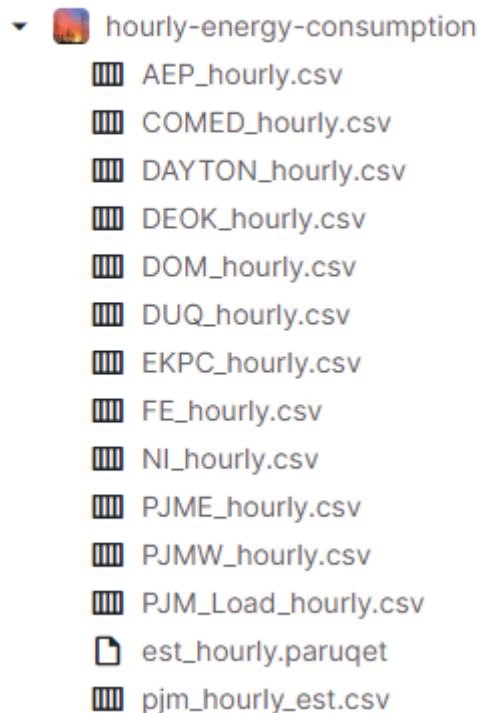 hourly-energy-consumption
AEP_hourly.csv
COMED_hourly.csv
DAYTON_hourly.csv
DEOK_hourly.csv
DOM_hourly.csv
DUQ_hourly.csv
EKPC_hourly.csv
FE_hourly.csv
NI_hourly.csv
PJME_hourly.csv
PJMW_hourly.csv
PJM_Load_hourly.csv
est_hourly.paruqet
pjm_hourly_est.csv